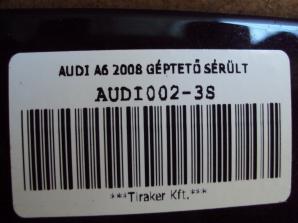 AUDI A6 2008 GÉPTETŐ SÉRÜLT
AUDI002-3S
***Tiraker Kft.***